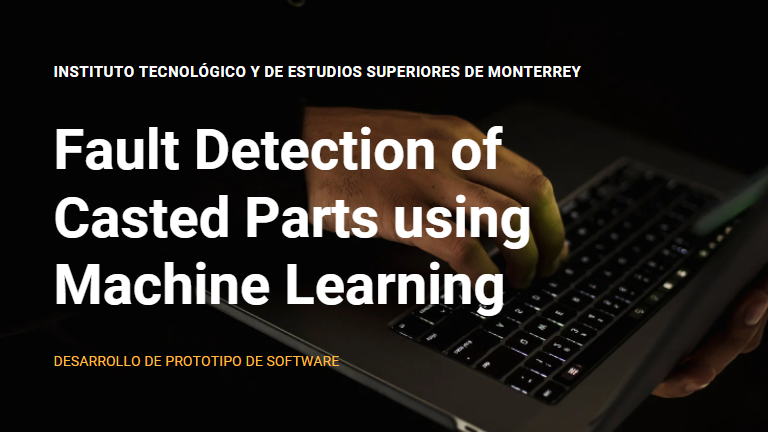 INSTITUTO TECNOLÓGICO Y DE ESTUDIOS SUPERIORES DE MONTERREY
Fault Detection of
Casted Parts using
Machine Learning
DESARROLLO DE PROTOTIPO DE SOFTWARE